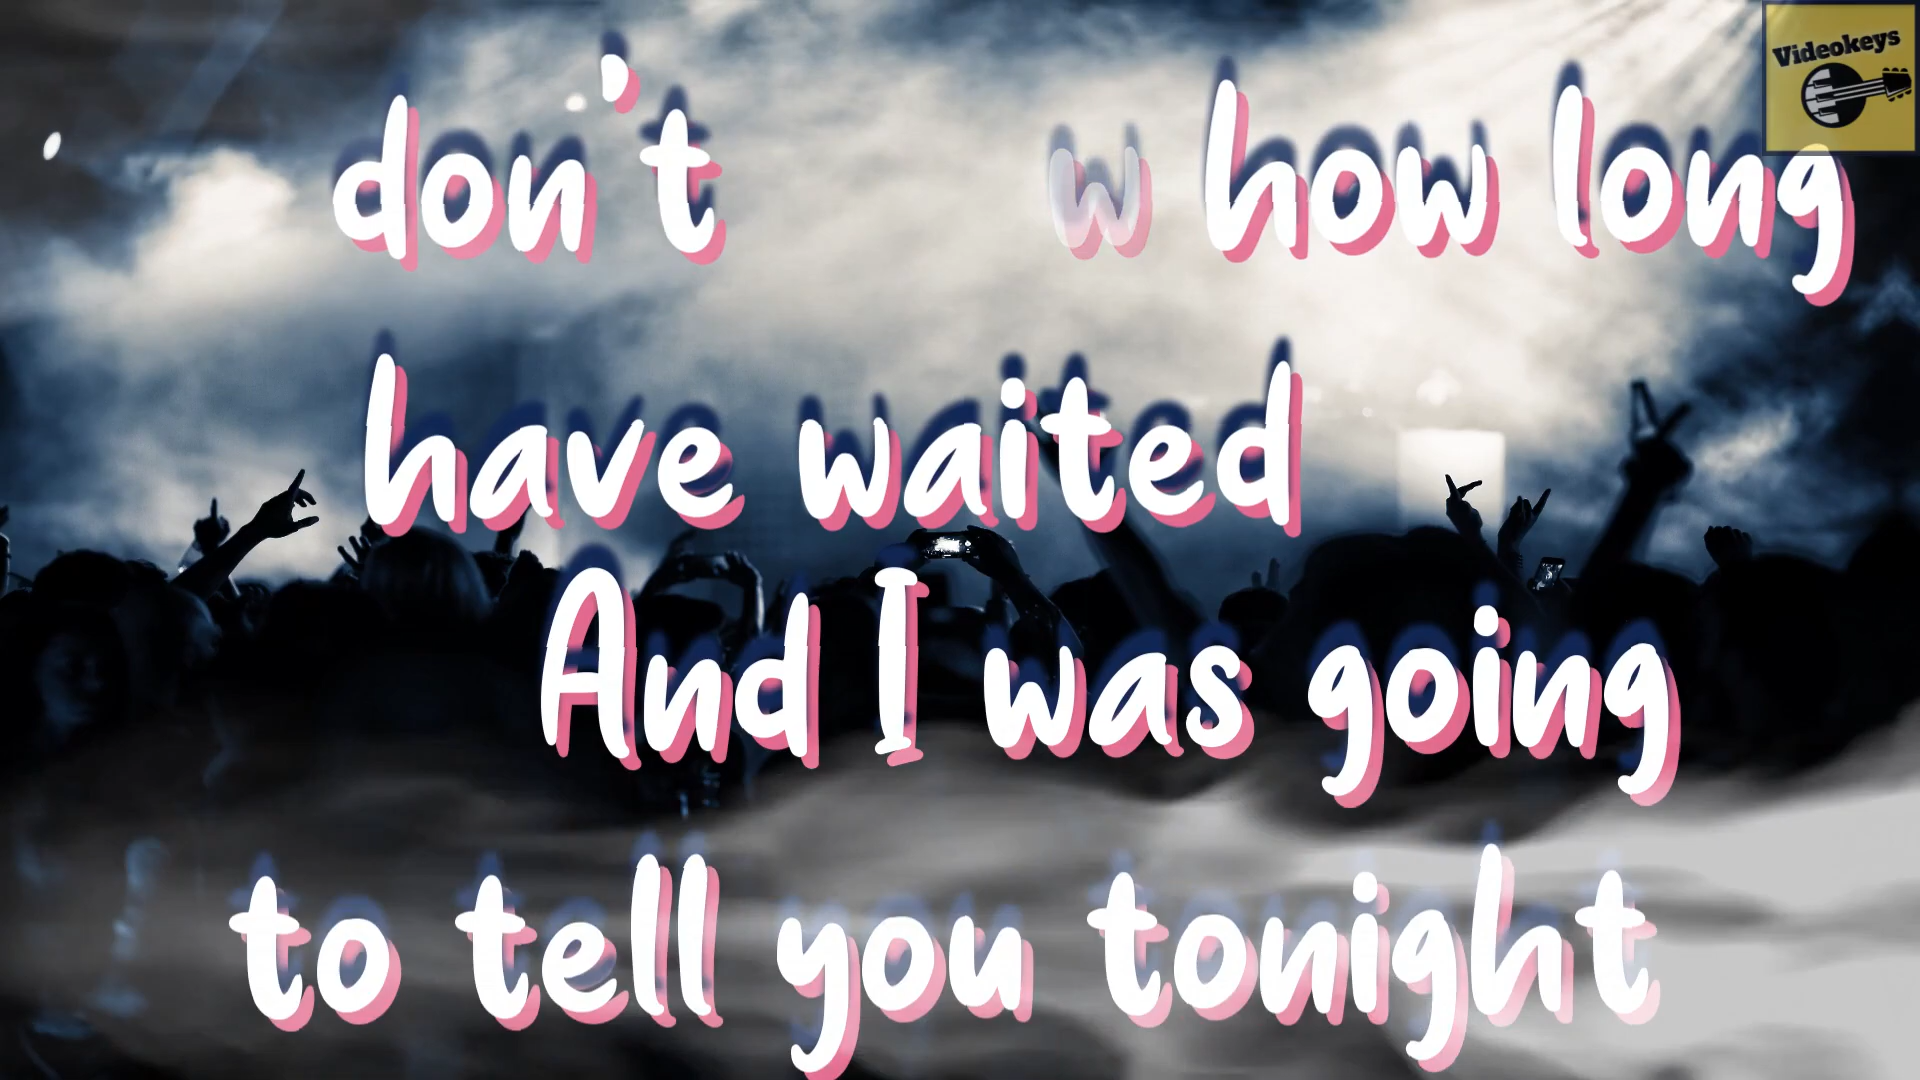 Videokeys
don't w how long
have waited
And I was going
to tell you tonight